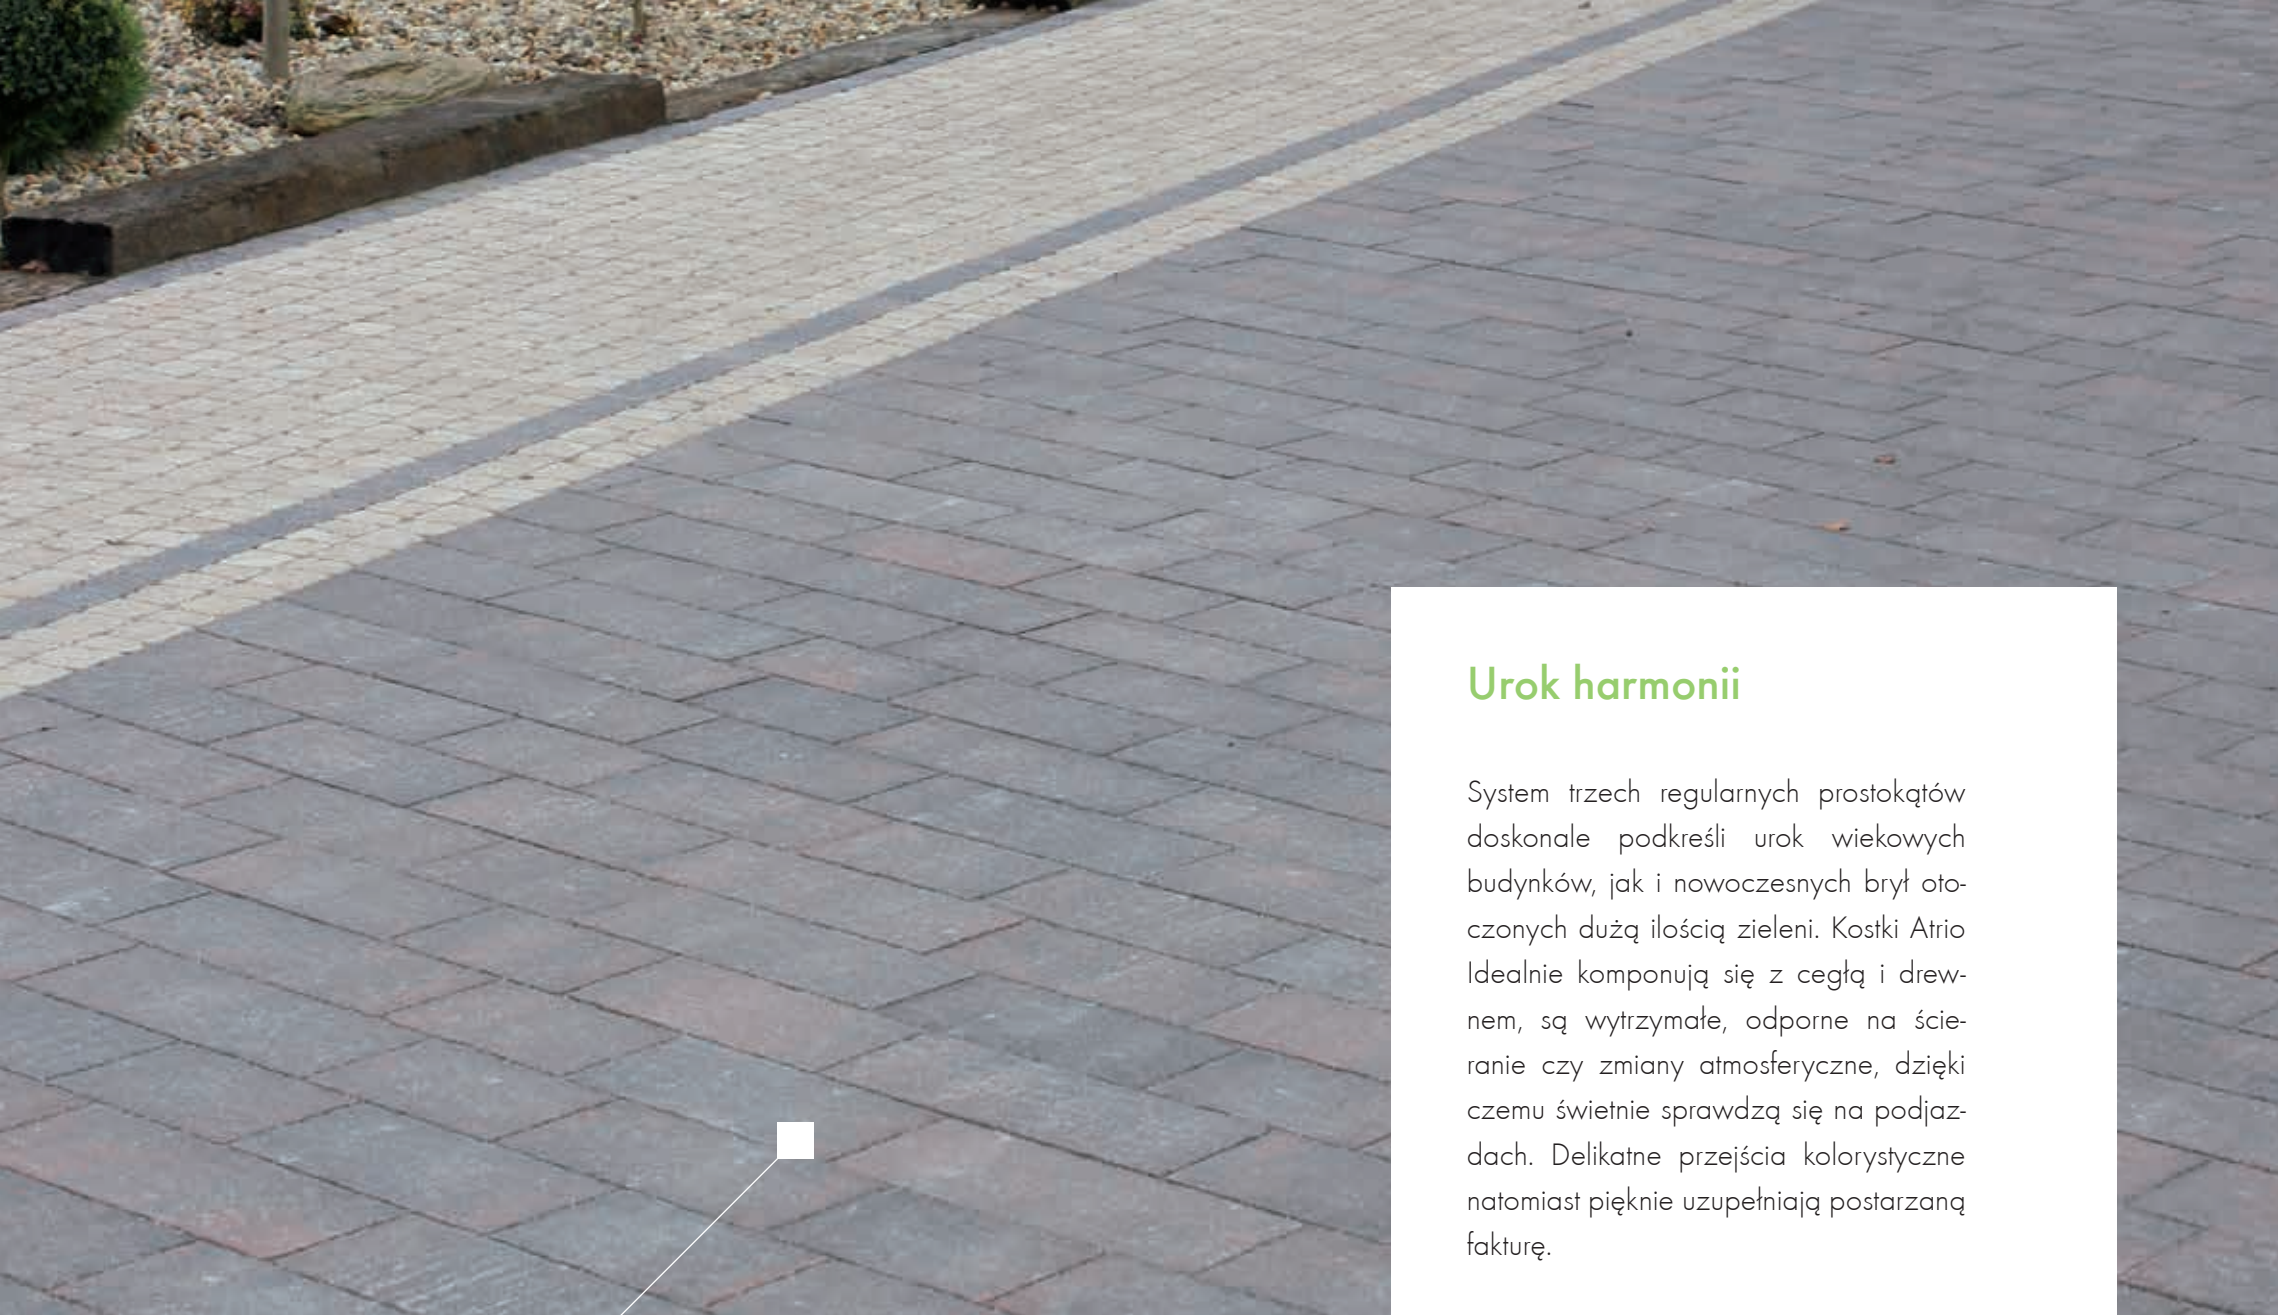 Urok harmonii
System trzech regularnych prostokątów
doskonale podkreśli urok wiekowych
budynków, jak i nowoczesnych brył oto-
czonych dużą ilością zieleni. Kostki Atrio
Idealnie komponują się z cegłą i drew-
nem, są wytrzymałe, odporne na ście-
ranie czy zmiany atmosferyczne, dzięki
czemu świetnie sprawdzą się na podjaz-
dach. Delikatne przejścia kolorystyczne
natomiast pięknie uzupełniają postarzaną
fakturę.